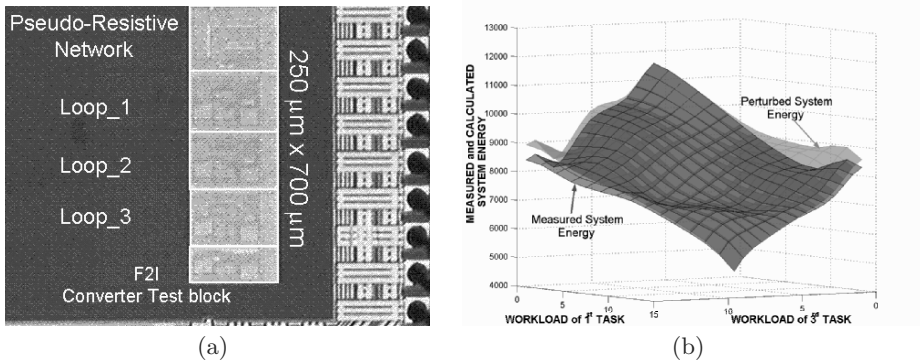 Pseudo-Resistive
Network
Loop_1
Loop_2
Loop_3
F2I
Converter Test block
250 µm x 700 µm
(a)
MEASURED and CALCULATED
SYSTEM ENERGY
13000
12000
11000
10000
9000
8000
7000
6000
5000
4000
Perturbed System
Energy
Measured System
Energy
0
5
10
15
10
5
0
WORKLOAD of 1st TASK
WORKLOAD of 3rd TASK
(b)